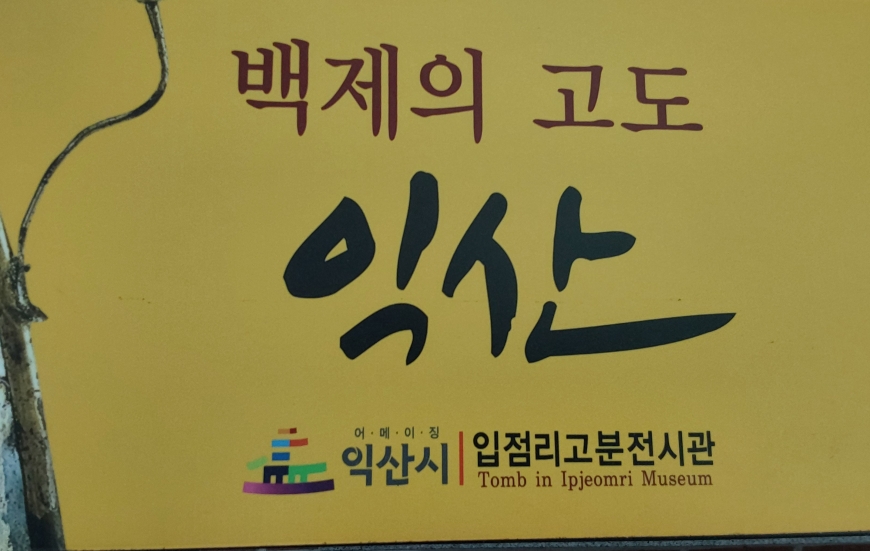 백제의 고도
익산
어·메·이·징
익산시
입점리고분전시관
Tomb in Ipjeomri Museum